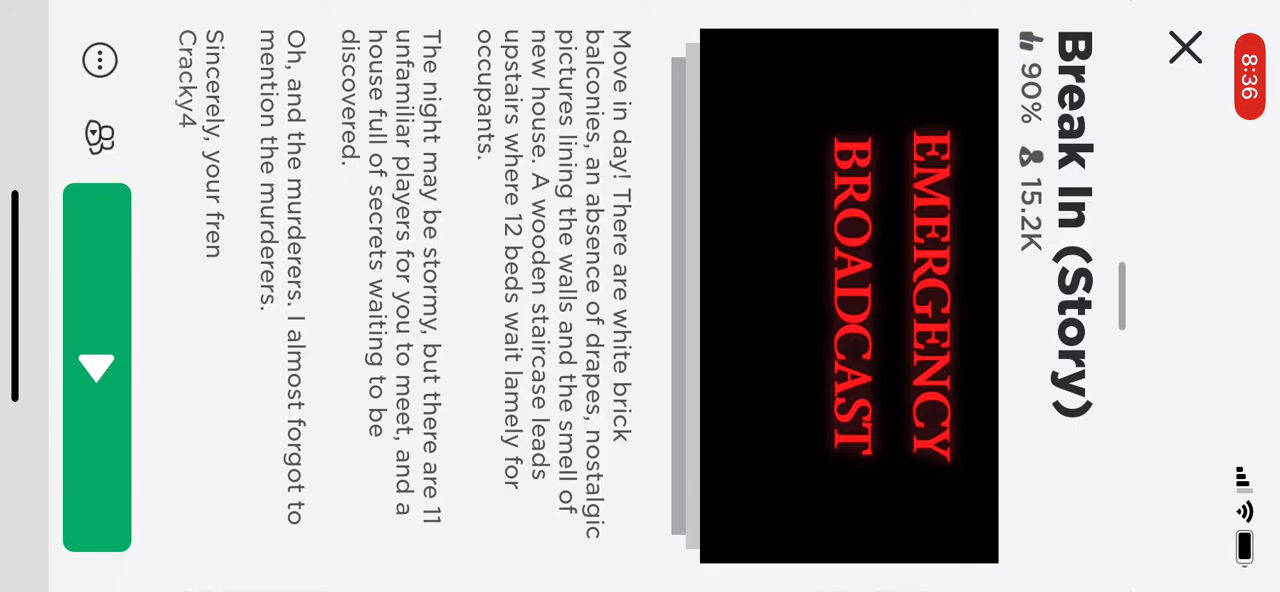 8:36
Break In (Story)
90% 15.2K
EMERGENCY
BROADCAST
Move in day! There are white brick
balconies, an absence of drapes, nostalgic
pictures lining the walls and the smell of
new house. A wooden staircase leads
upstairs where 12 beds wait lamely for
occupants.
The night may be stormy, but there are 11
unfamiliar players for you to meet, and a
house full of secrets waiting to be
discovered.
Oh, and the murderers. I almost forgot to
mention the murderers.
Sincerely, your fren
Cracky4